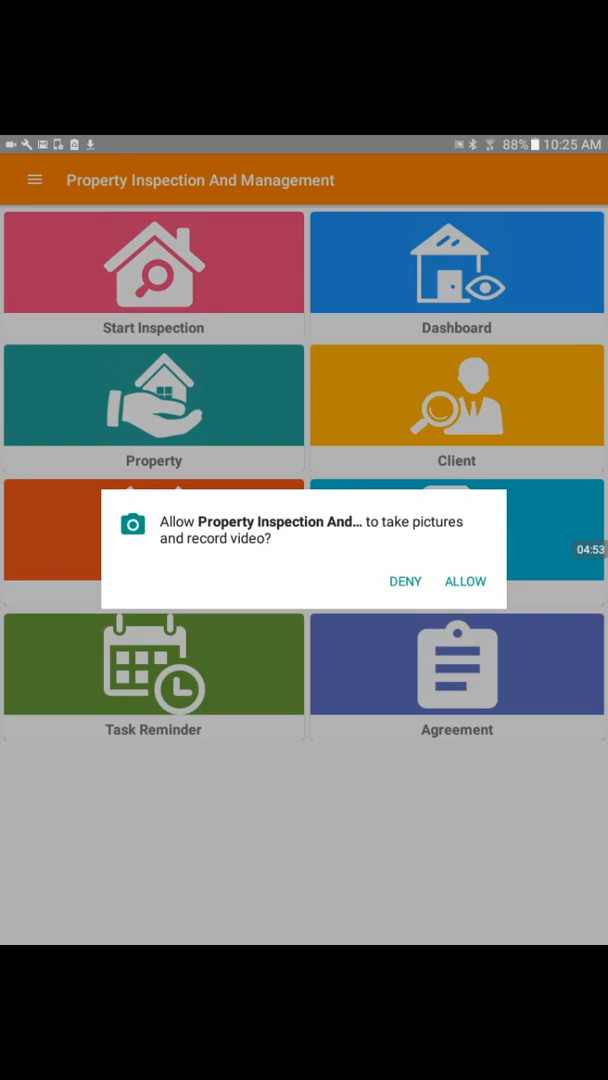 88% 10:25 AM
Property Inspection And Management
Start Inspection
Dashboard
Property
Client
Allow Property Inspection And... to take pictures
and record video?
04:53
DENY
ALLOW
Task Reminder
Agreement